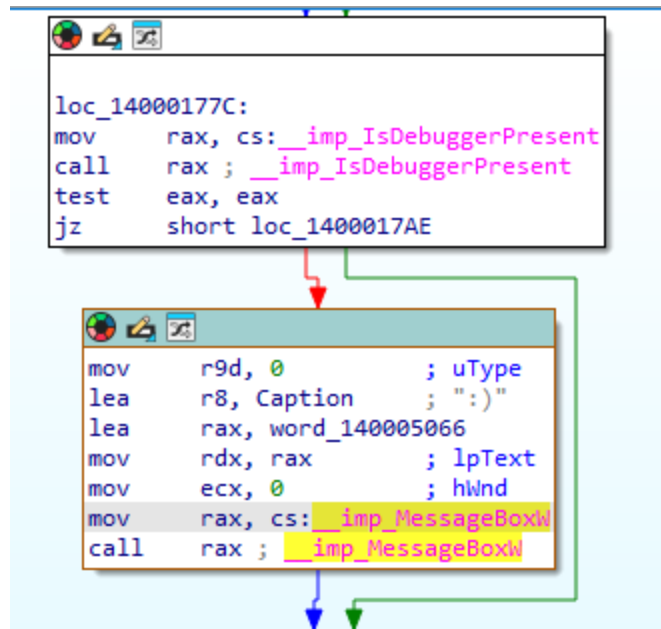 loc_14000177C:
mov rax, cs:__imp_IsDebuggerPresent
call rax ; __imp_IsDebuggerPresent
test eax, eax
jz short loc_1400017AE
mov r9d, 0 ; uType
lea r8, Caption ; ":)"
lea rax, word_140005066
mov rdx, rax ; lpText
mov ecx, 0 ; hWnd
mov rax, cs:__imp_MessageBoxW
call rax ; __imp_MessageBoxW